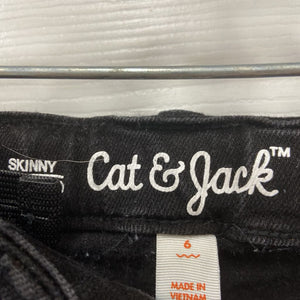 SKINNY
Cat & Jack™
6
MADE IN
VIETNAM